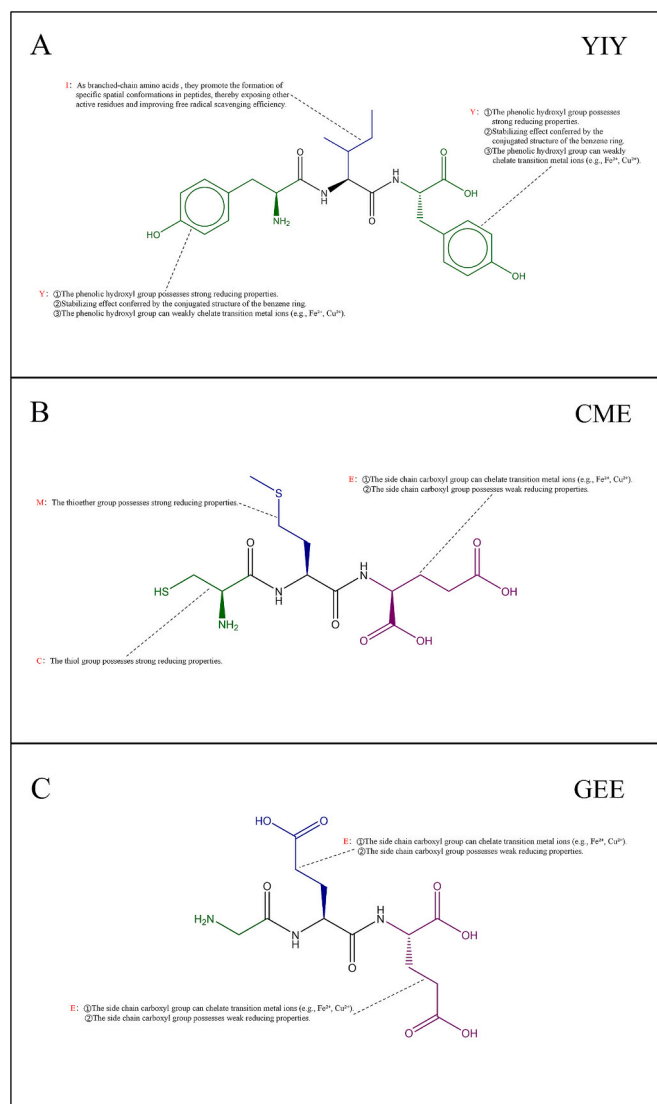 A
YIY
I: As branched-chain amino acids , they promote the formation of
specific spatial conformations in peptides, thereby exposing other
active residues and improving free radical scavenging efficiency.
Y: ①The phenolic hydroxyl group possesses
strong reducing properties.
②Stabilizing effect conferred by the
conjugated structure of the benzene ring.
③The phenolic hydroxyl group can weakly
chelate transition metal ions (e.g., Fe²⁺, Cu²⁺).
O
O
H
N
N
H
OH
NH₂
O
HO
OH
Y: ①The phenolic hydroxyl group possesses strong reducing properties.
②Stabilizing effect conferred by the conjugated structure of the benzene ring.
③The phenolic hydroxyl group can weakly chelate transition metal ions (e.g., Fe²⁺, Cu²⁺).
B
CME
E: ①The side chain carboxyl group can chelate transition metal ions (e.g., Fe²⁺, Cu²⁺).
②The side chain carboxyl group possesses weak reducing properties.
M: The thioether group possesses strong reducing properties.
S
O
H
N
O
HS
N
H
OH
NH₂
O
O
OH
C: The thiol group possesses strong reducing properties.
C
GEE
HO
O
E: ①The side chain carboxyl group can chelate transition metal ions (e.g., Fe²⁺, Cu²⁺).
②The side chain carboxyl group possesses weak reducing properties.
O
O
H₂N
H
N
N
H
OH
O
E: ①The side chain carboxyl group can chelate transition metal ions (e.g., Fe²⁺, Cu²⁺).
②The side chain carboxyl group possesses weak reducing properties.
O
OH